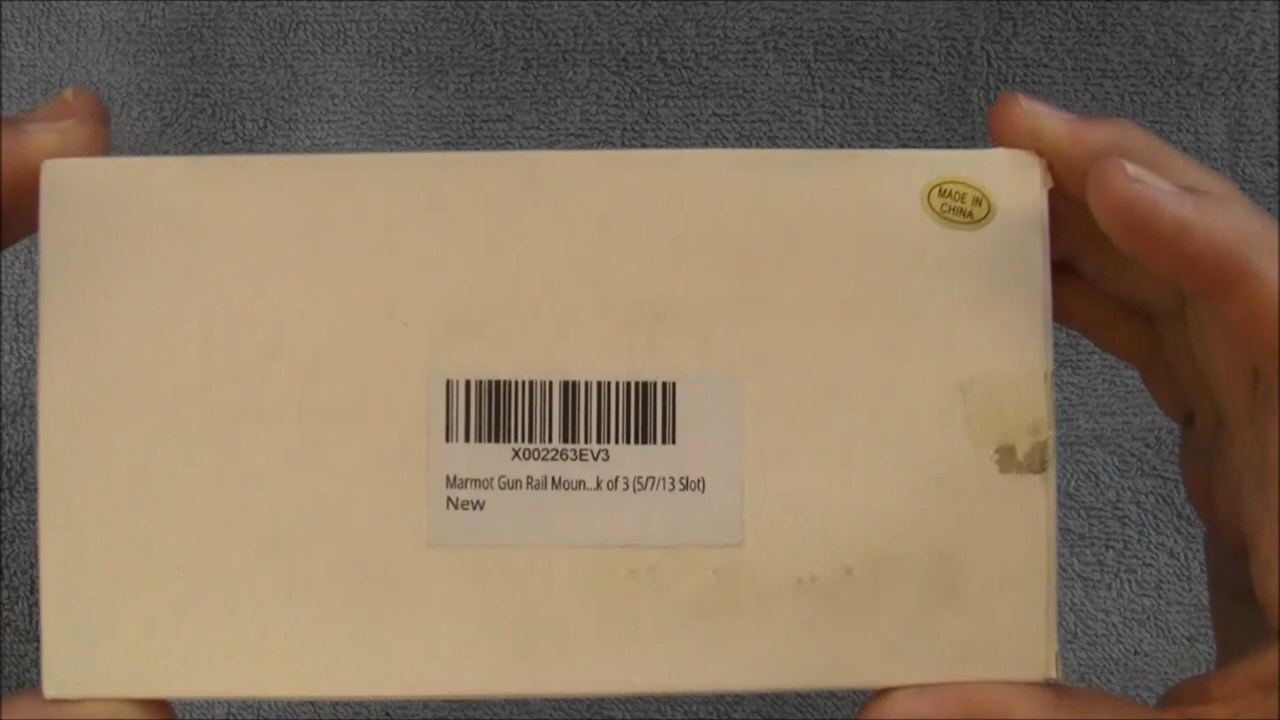 MADE IN
CHINA
X002263EV3
Marmot Gun Rail Moun...k of 3 (5/7/13 Slot)
New